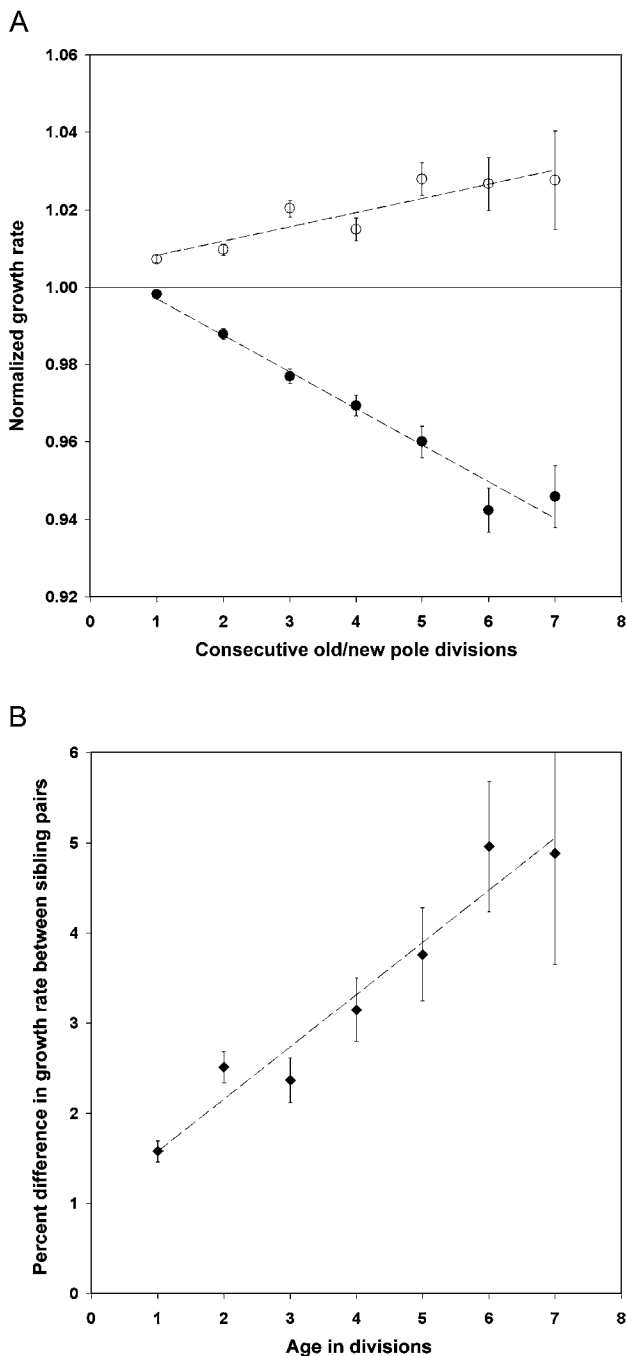 A
1.06
1.04
1.02
1.00
0.98
0.96
0.94
0.92
Normalized growth rate
0 1 2 3 4 5 6 7 8
Consecutive old/new pole divisions
B
6
5
4
3
2
1
0
Percent difference in growth rate between sibling pairs
0 1 2 3 4 5 6 7 8
Age in divisions